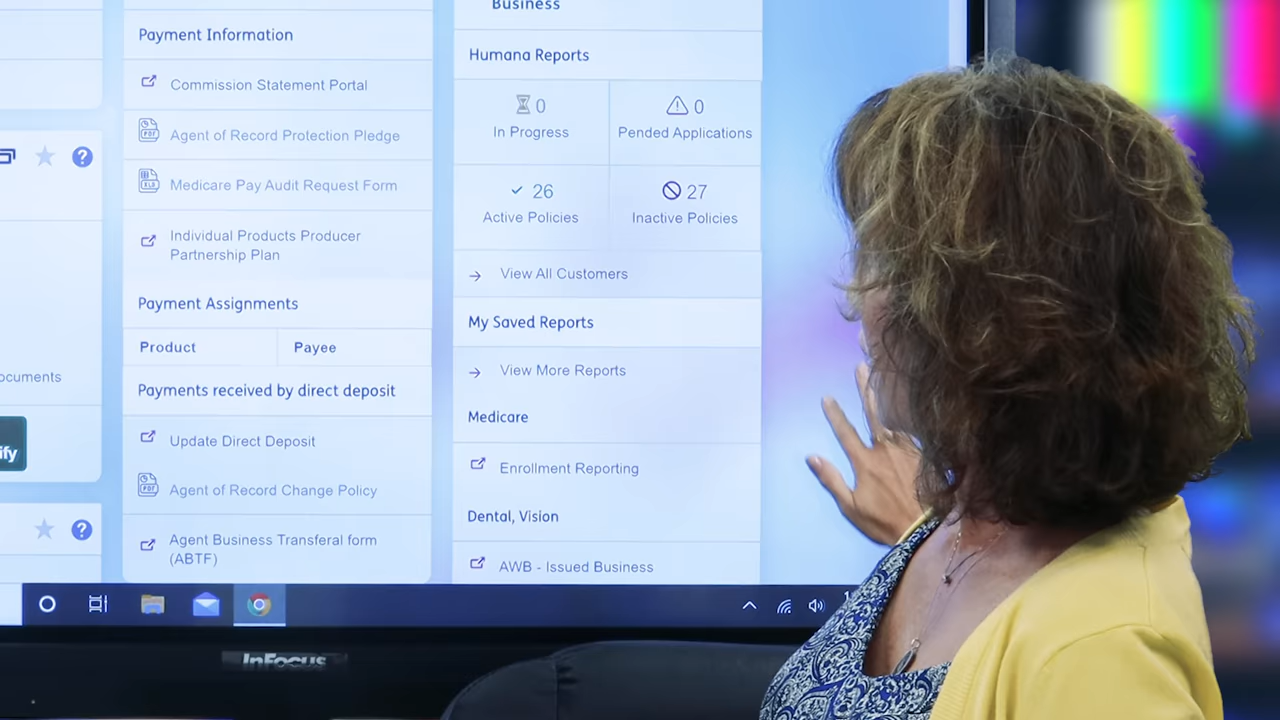 Payment Information
Commission Statement Portal
PDF
Agent of Record Protection Pledge
XLS
Medicare Pay Audit Request Form
Individual Products Producer
Partnership Plan
Payment Assignments
Product
Payee
Payments received by direct deposit
Update Direct Deposit
PDF
Agent of Record Change Policy
Agent Business Transferal form
(ABTF)
Business
Humana Reports
0
In Progress
0
Pended Applications
26
Active Policies
27
Inactive Policies
View All Customers
My Saved Reports
View More Reports
Medicare
Enrollment Reporting
Dental, Vision
AWB - Issued Business
?
ocuments
ify
?
InFocus